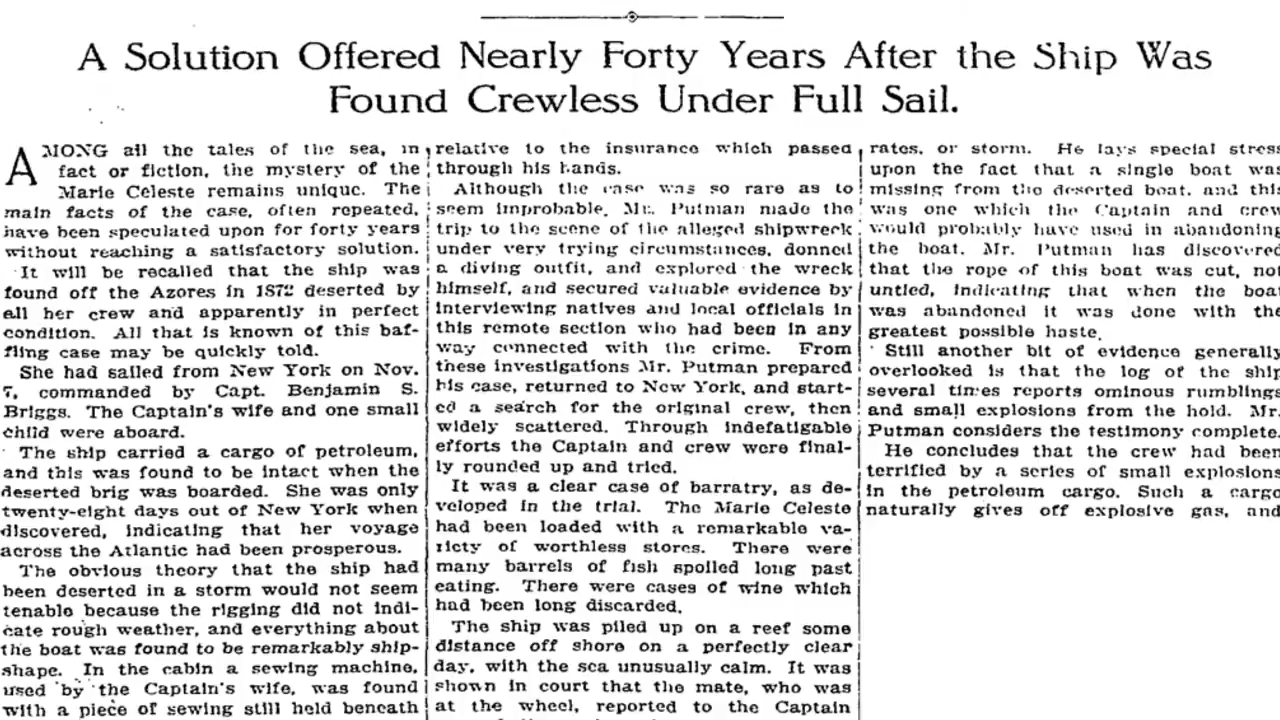 A Solution Offered Nearly Forty Years After the Ship Was
Found Crewless Under Full Sail.
AMONG all the tales of the sea, in
fact or fiction, the mystery of the
Marie Celeste remains unique. The
main facts of the case, often repeated,
have been speculated upon for forty years
without reaching a satisfactory solution.
It will be recalled that the ship was
found off the Azores in 1872 deserted by
all her crew and apparently in perfect
condition. All that is known of this baf-
fling case may be quickly told.
She had sailed from New York on Nov.
7, commanded by Capt. Benjamin S.
Briggs. The Captain's wife and one small
child were aboard.
The ship carried a cargo of petroleum,
and this was found to be intact when the
deserted brig was boarded. She was only
twenty-eight days out of New York when
discovered, indicating that her voyage
across the Atlantic had been prosperous.
The obvious theory that the ship had
been deserted in a storm would not seem
tenable because the rigging did not indi-
cate rough weather, and everything about
the boat was found to be remarkably ship-
shape. In the cabin a sewing machine,
used by the Captain's wife, was found
with a piece of sewing still held beneath
relative to the insurance which passed
through his hands.
Although the case was so rare as to
seem improbable, Mr. Putman made the
trip to the scene of the alleged shipwreck
under very trying circumstances, donned
a diving outfit, and explored the wreck
himself, and secured valuable evidence by
interviewing natives and local officials in
this remote section who had been in any
way connected with the crime. From
these investigations Mr. Putman prepared
his case, returned to New York, and start-
ed a search for the original crew, then
widely scattered. Through indefatigable
efforts the Captain and crew were final-
ly rounded up and tried.
It was a clear case of barratry, as de-
veloped in the trial. The Marie Celeste
had been loaded with a remarkable va-
riety of worthless stores. There were
many barrels of fish spoiled long past
eating. There were cases of wine which
had been long discarded.
The ship was piled up on a reef some
distance off shore on a perfectly clear
day, with the sea unusually calm. It was
shown in court that the mate, who was
at the wheel, reported to the Captain
rates, or storm. He lays special stress
upon the fact that a single boat was
missing from the deserted boat, and this
was one which the Captain and crew
would probably have used in abandoning
the boat. Mr. Putman has discovered
that the rope of this boat was cut, not
untied, indicating that when the boat
was abandoned it was done with the
greatest possible haste.
Still another bit of evidence generally
overlooked is that the log of the ship
several times reports ominous rumblings
and small explosions from the hold. Mr.
Putman considers the testimony complete.
He concludes that the crew had been
terrified by a series of small explosions
in the petroleum cargo. Such a cargo
naturally gives off explosive gas, and